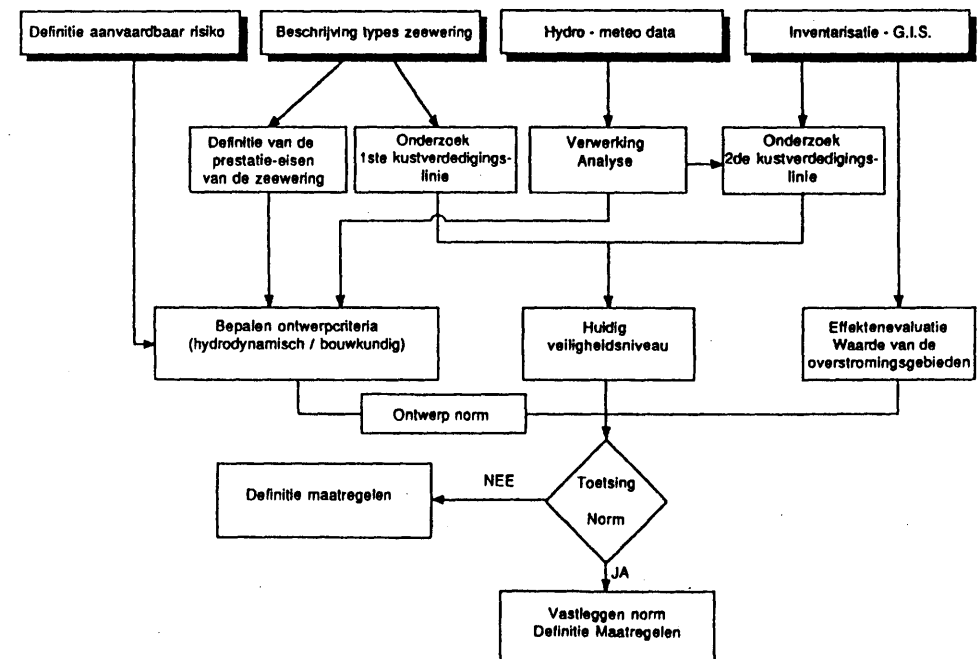 Definitie aanvaardbaar risiko
Beschrijving types zeewering
Hydro - meteo data
Inventarisatie - G.I.S.
Definitie van de
prestatie-eisen
van de zeewering
Onderzoek
1ste kustverdedigings-
linie
Verwerking
Analyse
Onderzoek
2de kustverdedigings-
linie
Bepalen ontwerpcriteria
(hydrodynamisch / bouwkundig)
Huidig
veiligheidsniveau
Effektenevaluatie
Waarde van de
overstromingsgebieden
Ontwerp norm
Definitie maatregelen
NEE
Toetsing
Norm
JA
Vastleggen norm
Definitie Maatregelen